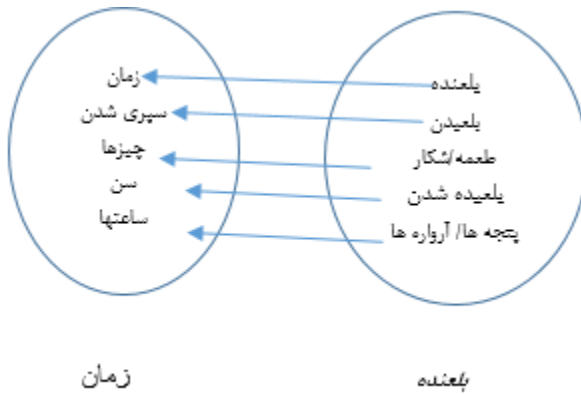 بلعنده
بلعیدن
طعمه/شکار
بلعیده شدن
پنجه ها/ آرواره ها
زمان
سپری شدن
چیزها
سن
ساعتها
بلعنده
زمان